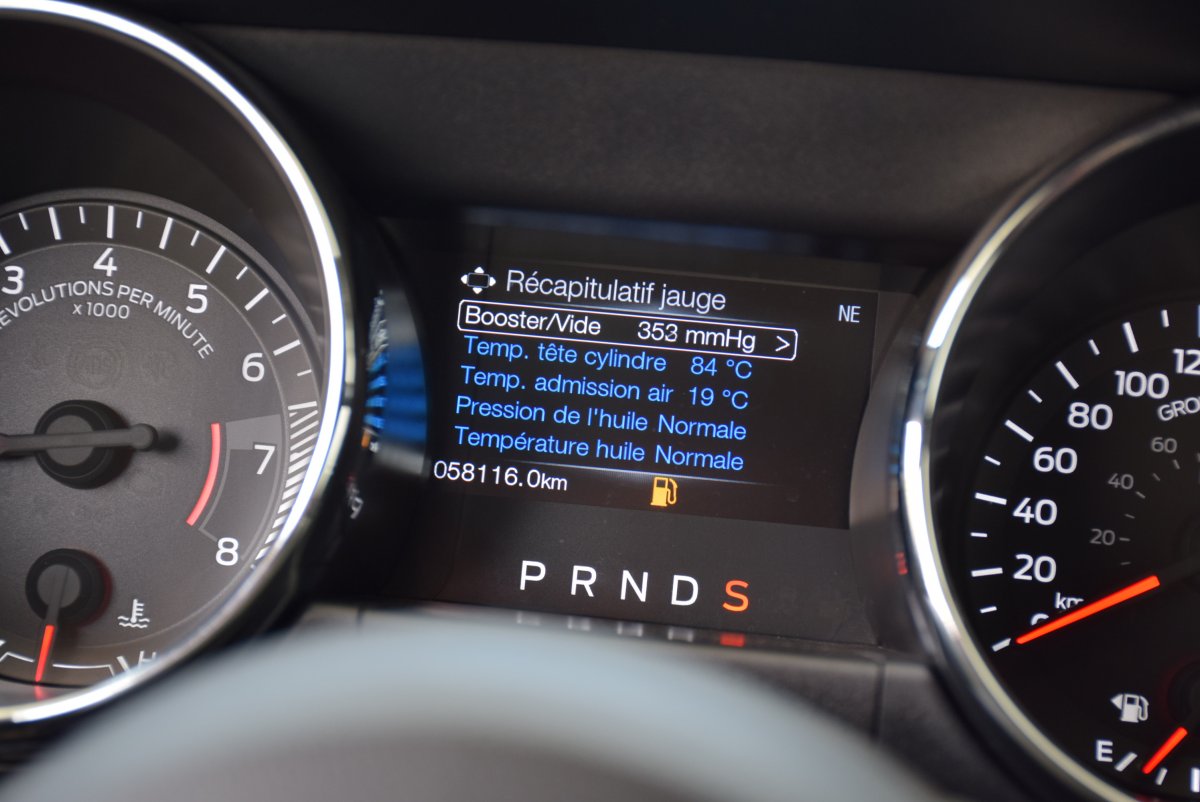 3
4
5
6
7
8
REVOLUTIONS PER MINUTE
x 1000
H
Récapitulatif jauge
NE
Booster/Vide 353 mmHg >
Temp. tête cylindre 84 °C
Temp. admission air 19 °C
Pression de l'huile Normale
Température huile Normale
058116.0km
P R N D S
100
80
60
40
20
60
40
20
E